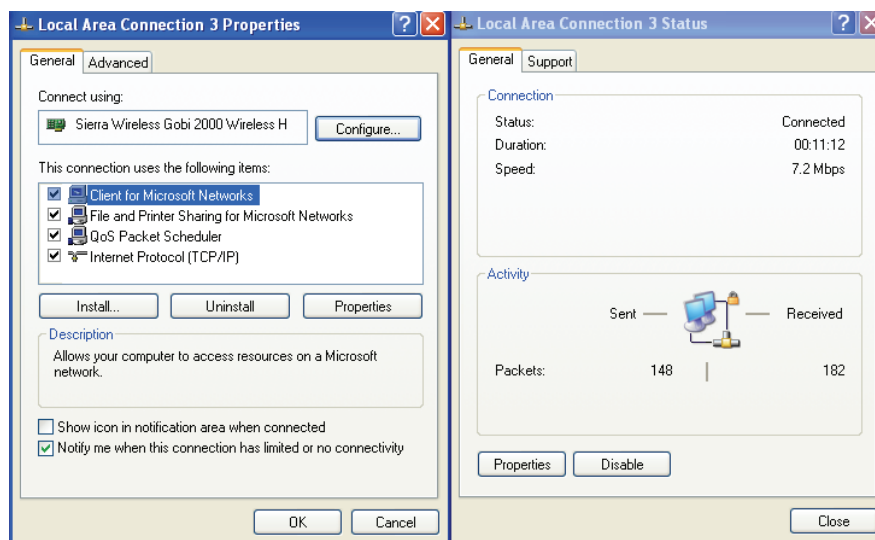 Local Area Connection 3 Properties
General Advanced
Connect using:
Sierra Wireless Gobi 2000 Wireless H
Configure...
This connection uses the following items:
Client for Microsoft Networks
File and Printer Sharing for Microsoft Networks
QoS Packet Scheduler
Internet Protocol (TCP/IP)
Install... Uninstall Properties
Description
Allows your computer to access resources on a Microsoft
network.
Show icon in notification area when connected
Notify me when this connection has limited or no connectivity
OK Cancel
Local Area Connection 3 Status
General Support
Connection
Status: Connected
Duration: 00:11:12
Speed: 7.2 Mbps
Activity
Sent Received
Packets: 148 182
Properties Disable
Close